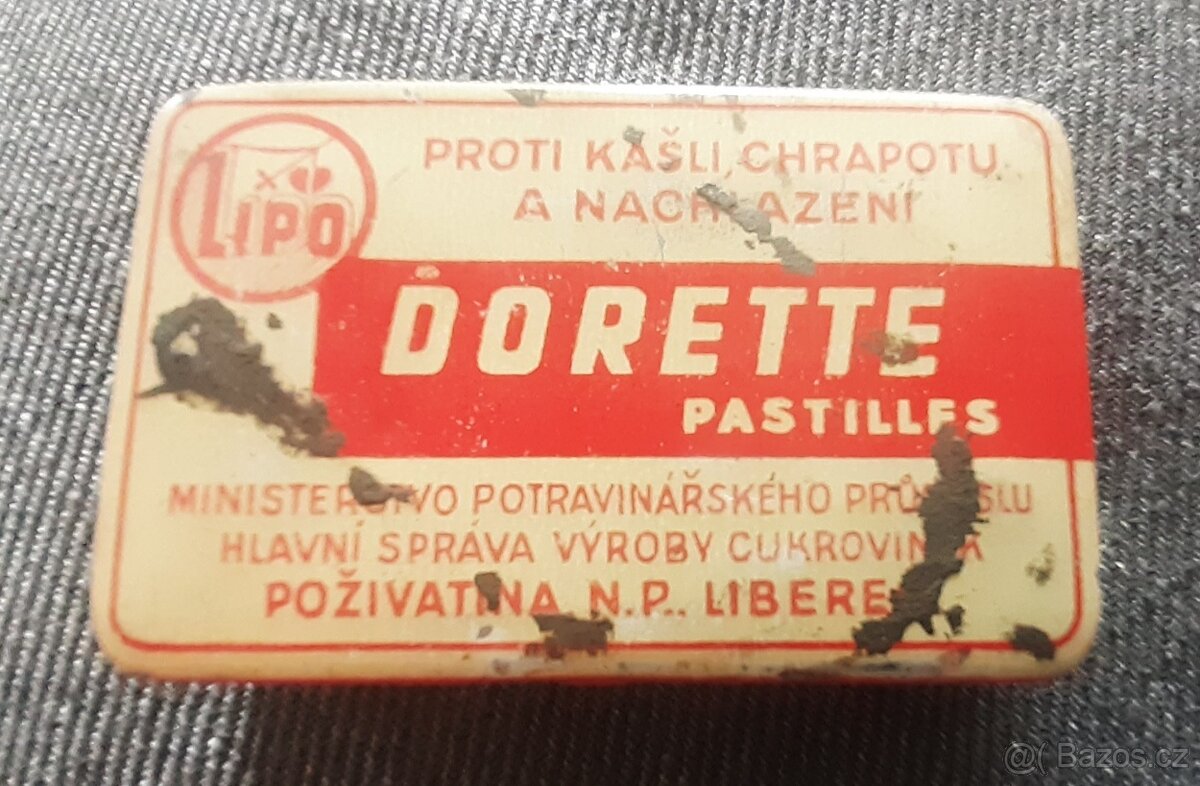 LIPO
PROTI KAŠLI, CHRAPOTU
A NACHLAZENÍ
DORETTE
PASTILLES
MINISTERSTVO POTRAVINÁŘSKÉHO PRŮMYSLU
HLAVNÍ SPRÁVA VÝROBY CUKROVINEK
POŽIVATINA N.P. LIBEREC
@( Bazos.cz